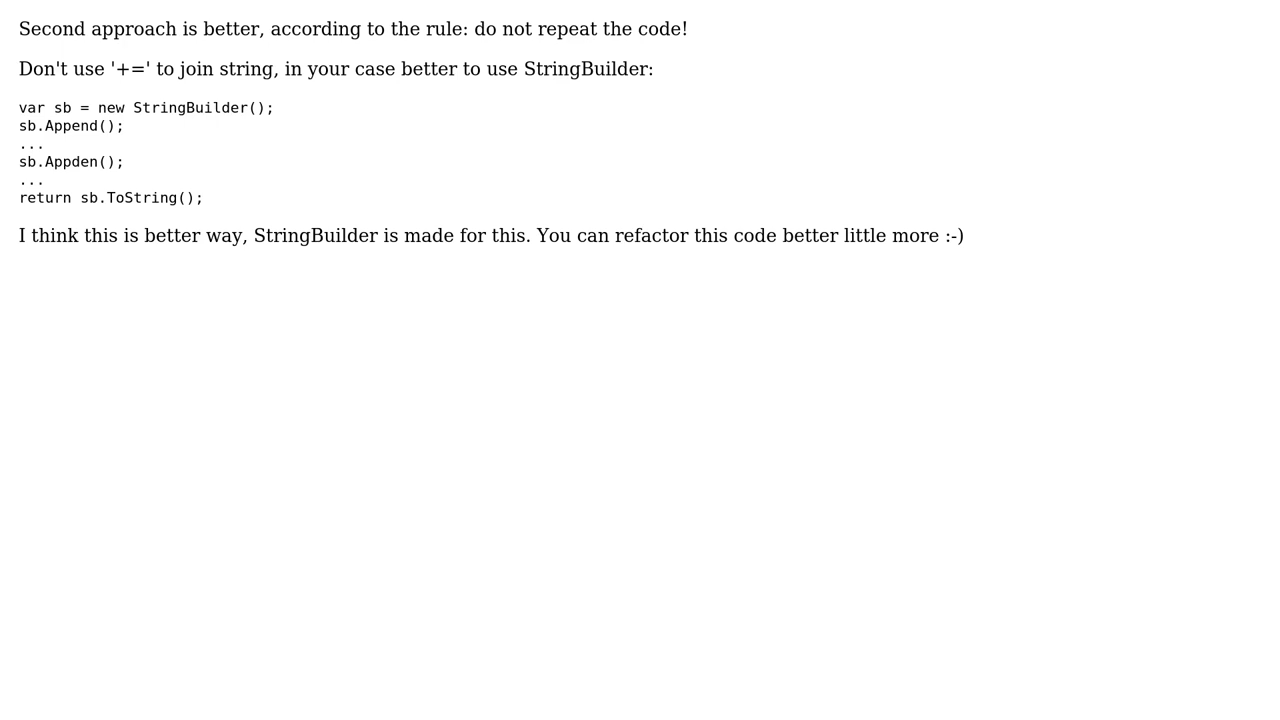 Second approach is better, according to the rule: do not repeat the code!
Don't use '+=' to join string, in your case better to use StringBuilder:
var sb = new StringBuilder();
sb.Append();
...
sb.Appden();
...
return sb.ToString();
I think this is better way, StringBuilder is made for this. You can refactor this code better little more :-)